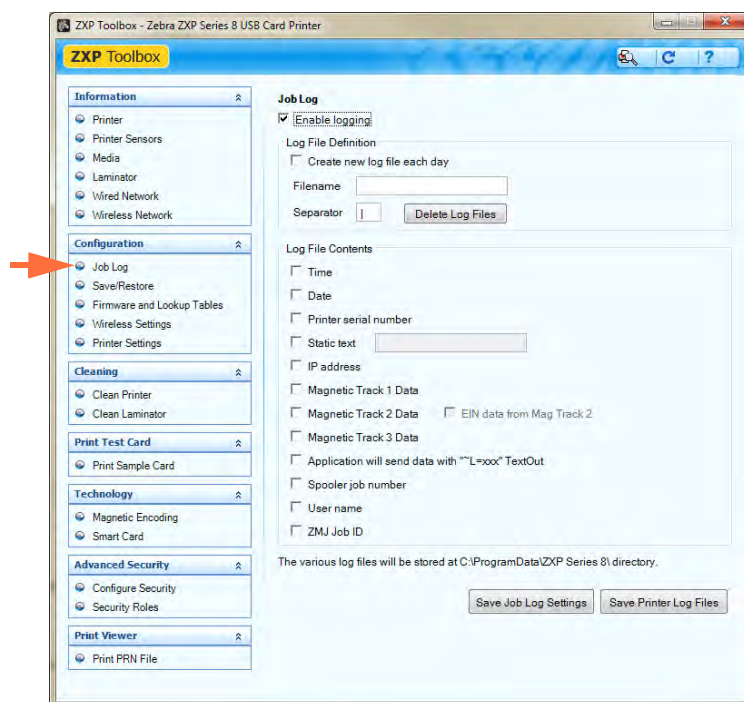 ZXP Toolbox - Zebra ZXP Series 8 USB Card Printer
ZXP Toolbox
Information
Printer
Printer Sensors
Media
Laminator
Wired Network
Wireless Network
Configuration
Job Log
Save/Restore
Firmware and Lookup Tables
Wireless Settings
Printer Settings
Cleaning
Clean Printer
Clean Laminator
Print Test Card
Print Sample Card
Technology
Magnetic Encoding
Smart Card
Advanced Security
Configure Security
Security Roles
Print Viewer
Print PRN File
Job Log
Enable logging
Log File Definition
Create new log file each day
Filename
Separator |
Delete Log Files
Log File Contents
Time
Date
Printer serial number
Static text
IP address
Magnetic Track 1 Data
Magnetic Track 2 Data
EIN data from Mag Track 2
Magnetic Track 3 Data
Application will send data with "~L=xxx" TextOut
Spooler job number
User name
ZMJ Job ID
The various log files will be stored at C:\ProgramData\ZXP Series 8\ directory.
Save Job Log Settings
Save Printer Log Files